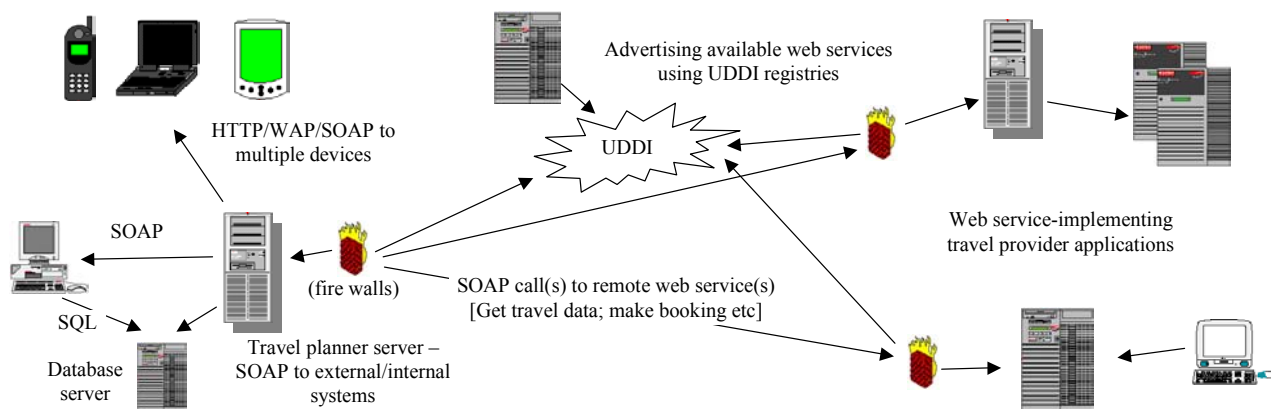 Advertising available web services
using UDDI registries
HTTP/WAP/SOAP to
multiple devices
UDDI
SOAP
Web service-implementing
travel provider applications
(fire walls)
SOAP call(s) to remote web service(s)
[Get travel data; make booking etc]
SQL
Database
server
Travel planner server –
SOAP to external/internal
systems